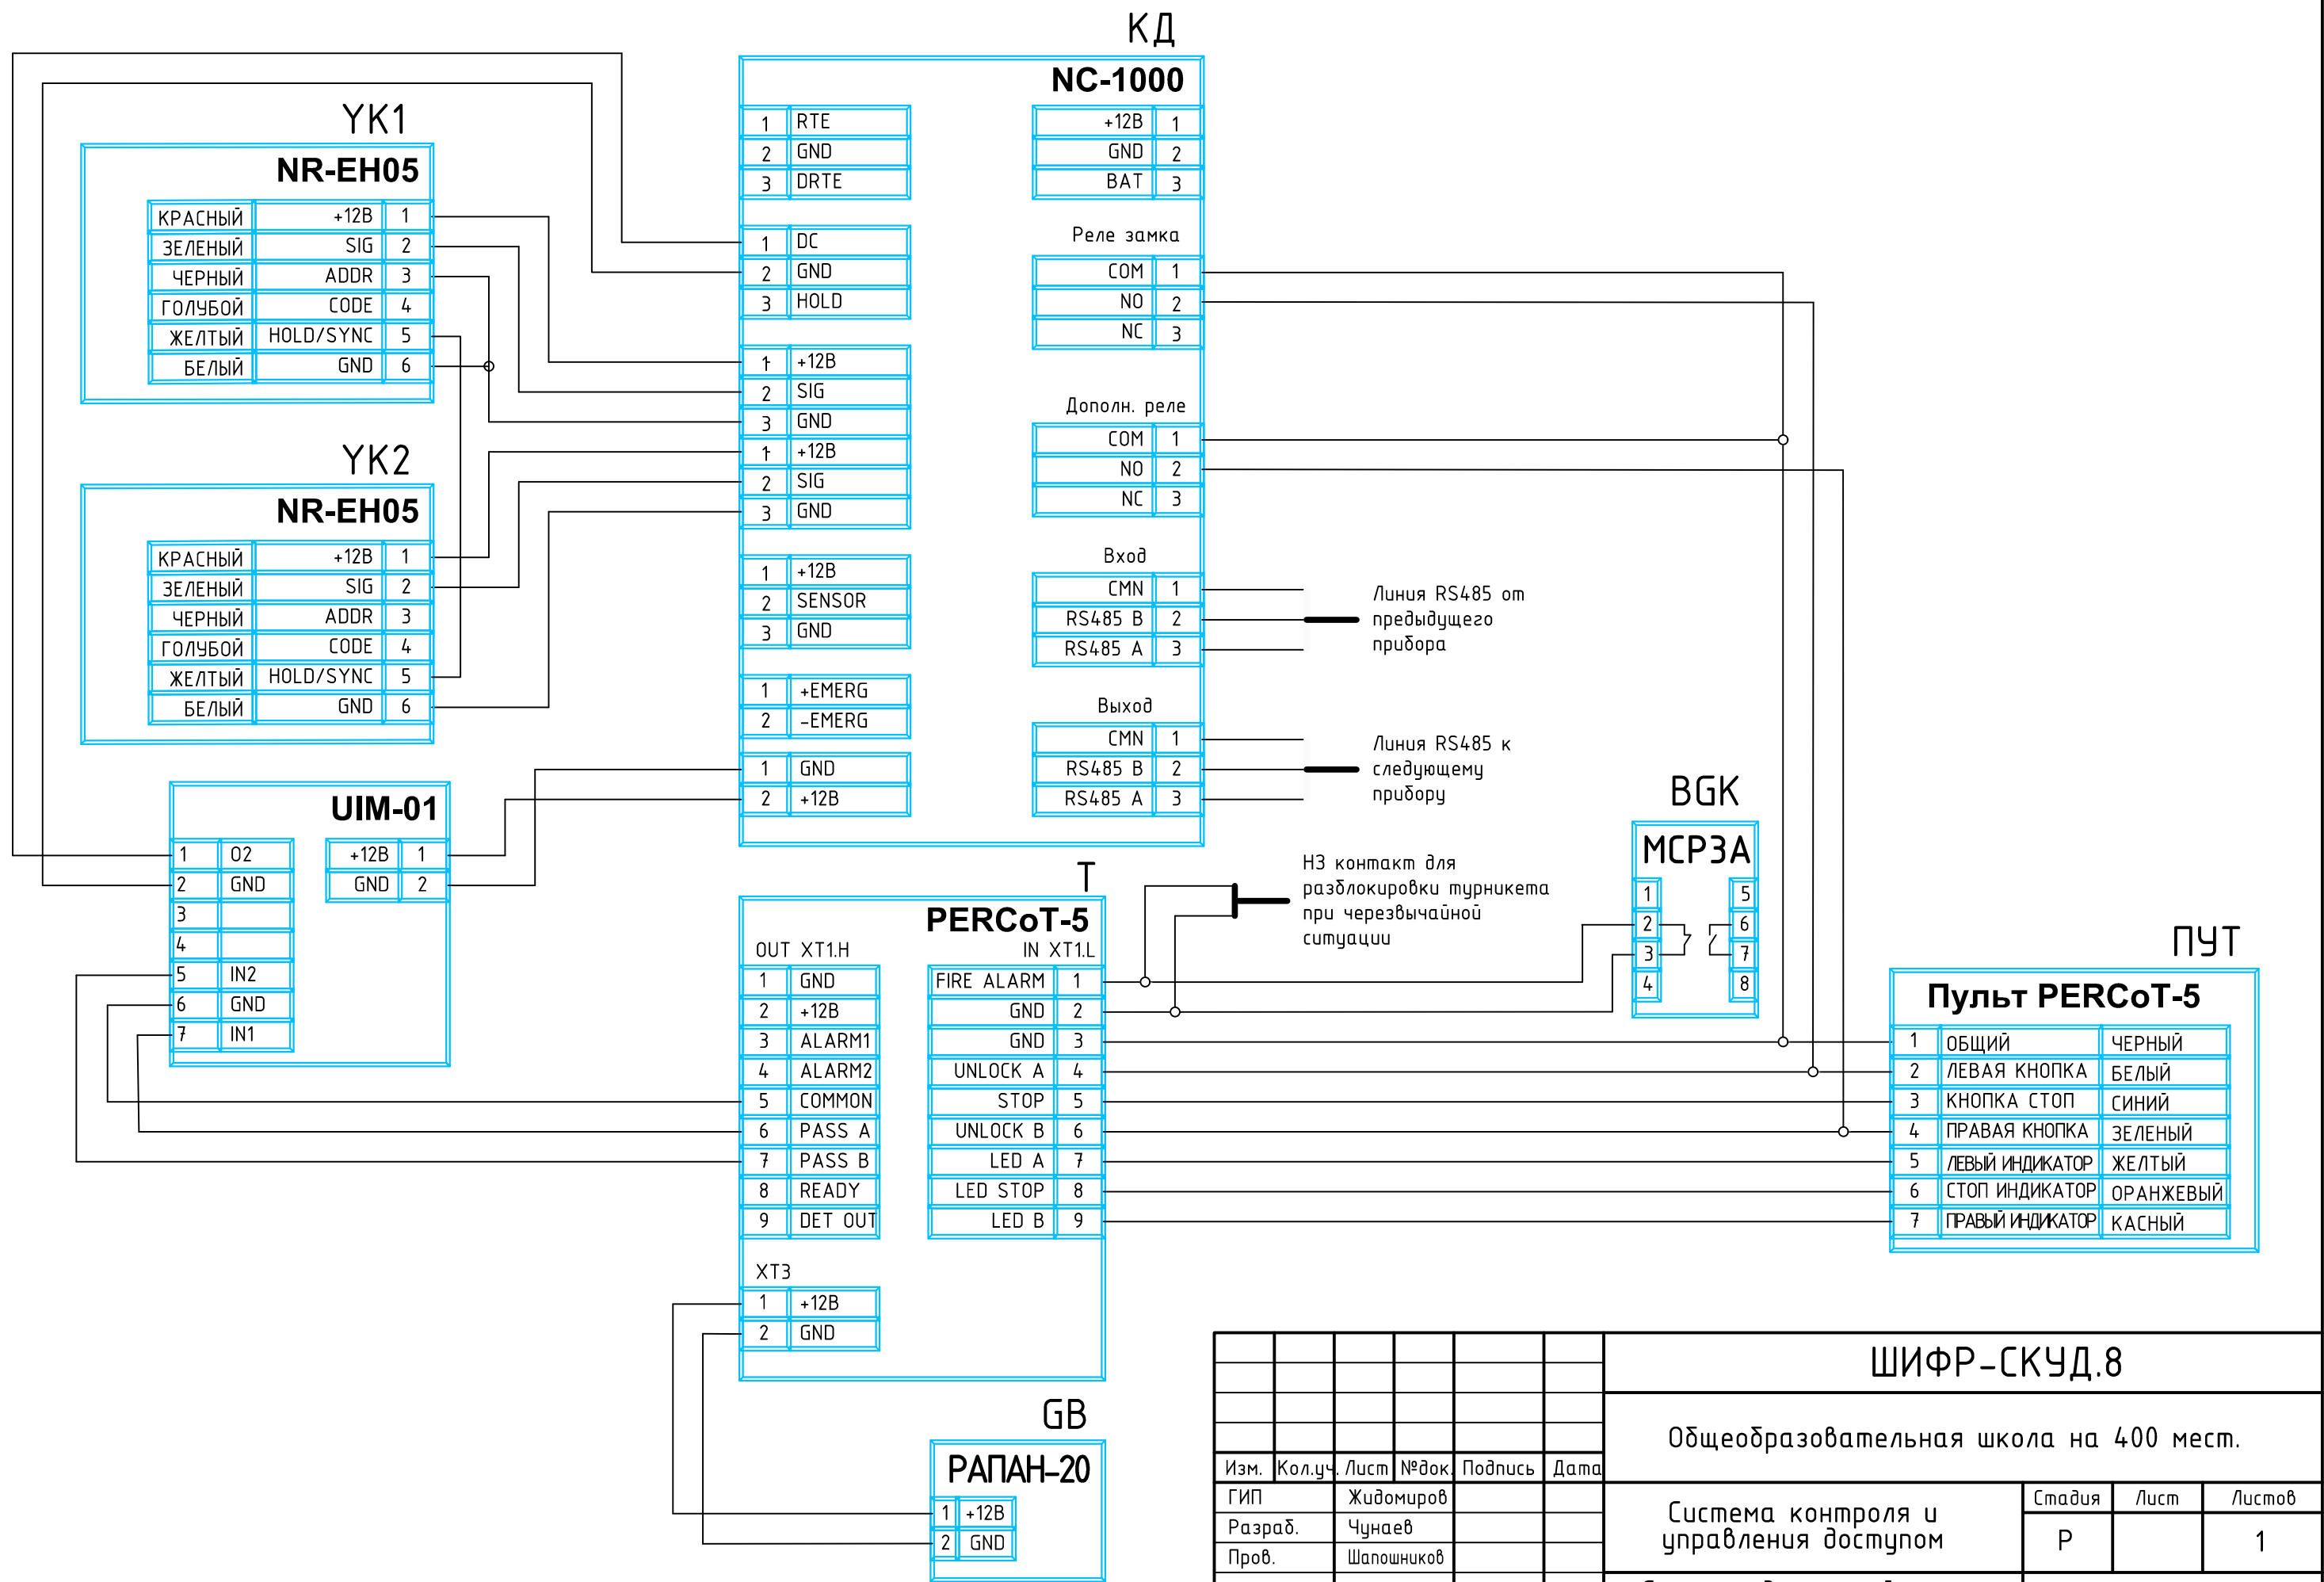 КД
NC-1000
1 RTE
2 GND
3 DRTE
1 DC
2 GND
3 HOLD
1 +12В
2 SIG
3 GND
1 +12В
2 SIG
3 GND
1 +12В
2 SENSOR
3 GND
1 +EMERG
2 -EMERG
1 GND
2 +12В
+12В 1
GND 2
BAT 3
Реле замка
COM 1
NO 2
NC 3
Дополн. реле
COM 1
NO 2
NC 3
Вход
CMN 1
RS485 B 2
RS485 A 3
Линия RS485 от
предыдущего
прибора
Выход
CMN 1
RS485 B 2
RS485 A 3
Линия RS485 к
следующему
прибору
YK1
NR-EH05
КРАСНЫЙ +12В 1
ЗЕЛЕНЫЙ SIG 2
ЧЕРНЫЙ ADDR 3
ГОЛУБОЙ CODE 4
ЖЕЛТЫЙ HOLD/SYNC 5
БЕЛЫЙ GND 6
YK2
NR-EH05
КРАСНЫЙ +12В 1
ЗЕЛЕНЫЙ SIG 2
ЧЕРНЫЙ ADDR 3
ГОЛУБОЙ CODE 4
ЖЕЛТЫЙ HOLD/SYNC 5
БЕЛЫЙ GND 6
UIM-01
1 O2
2 GND
3
4
5 IN2
6 GND
7 IN1
+12В 1
GND 2
T
PERCoT-5
OUT XT1.H
1 GND
2 +12В
3 ALARM1
4 ALARM2
5 COMMON
6 PASS A
7 PASS B
8 READY
9 DET OUT
IN XT1.L
FIRE ALARM 1
GND 2
GND 3
UNLOCK A 4
STOP 5
UNLOCK B 6
LED A 7
LED STOP 8
LED B 9
XT3
1 +12В
2 GND
НЗ контакт для
разблокировки турникета
при черезвычайной
ситуации
BGK
МСРЗА
1 5
2 6
3 7
4 8
ПУТ
Пульт PERCoT-5
1 ОБЩИЙ ЧЕРНЫЙ
2 ЛЕВАЯ КНОПКА БЕЛЫЙ
3 КНОПКА СТОП СИНИЙ
4 ПРАВАЯ КНОПКА ЗЕЛЕНЫЙ
5 ЛЕВЫЙ ИНДИКАТОР ЖЕЛТЫЙ
6 СТОП ИНДИКАТОР ОРАНЖЕВЫЙ
7 ПРАВЫЙ ИНДИКАТОР КАСНЫЙ
GB
РАПАН-20
1 +12В
2 GND
ШИФР-СКУД.8
Общеобразовательная школа на 400 мест.
Изм. Кол.уч. Лист №док. Подпись Дата
ГИП Жидомиров
Разраб. Чунаев
Пров. Шапошников
Система контроля и
управления доступом
Стадия Лист Листов
Р 1